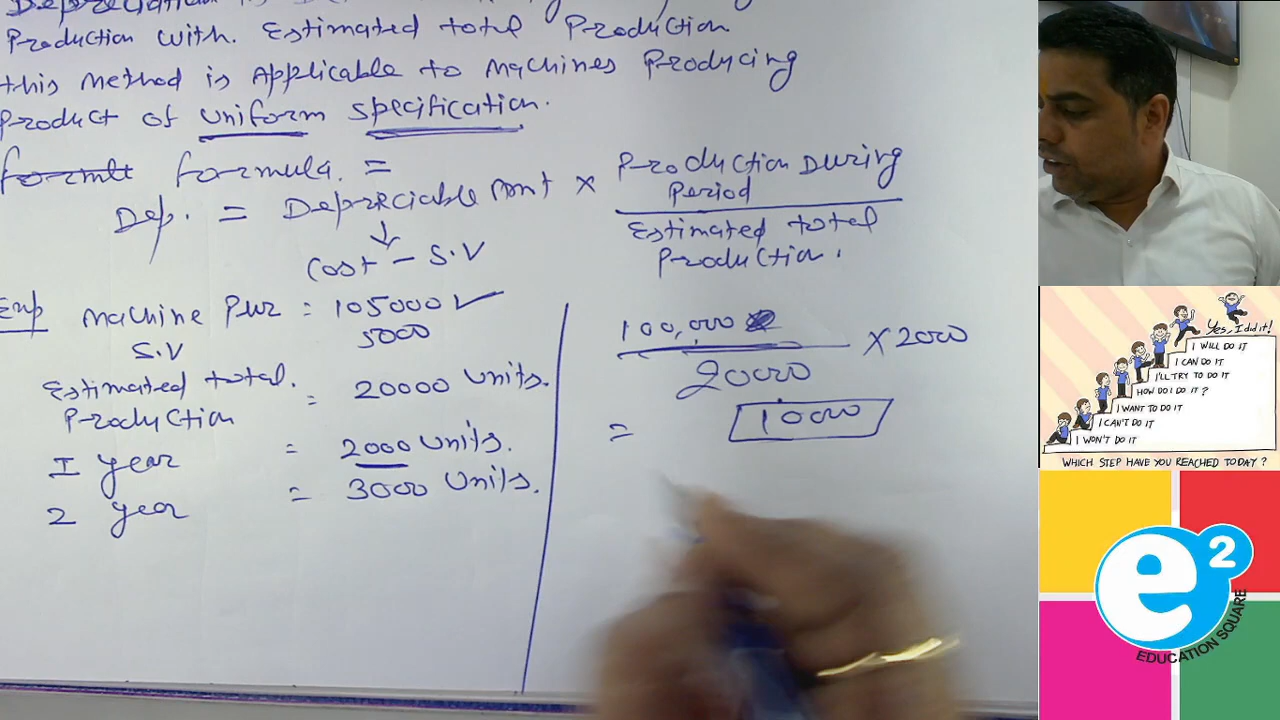 Production with. Estimated total Production
this method is Applicable to Machines Producing
Product of uniform specification.
formula. =
Dep. = Depreciable Amt × Production During Period
Estimated total Production.
Cost - S.V
Exp Machine Pur = 105000 ✓
S.V 5000
Estimated total. Production = 20000 Units.
I year = 2000 Units.
2 year = 3000 Units.
100,000
20000 × 2000
= 10000
Yes, I did it!
I WILL DO IT
I CAN DO IT
I'LL TRY TO DO IT
HOW DO I DO IT?
I WANT TO DO IT
I CAN'T DO IT
I WON'T DO IT
WHICH STEP HAVE YOU REACHED TODAY?
e2
EDUCATION SQUARE